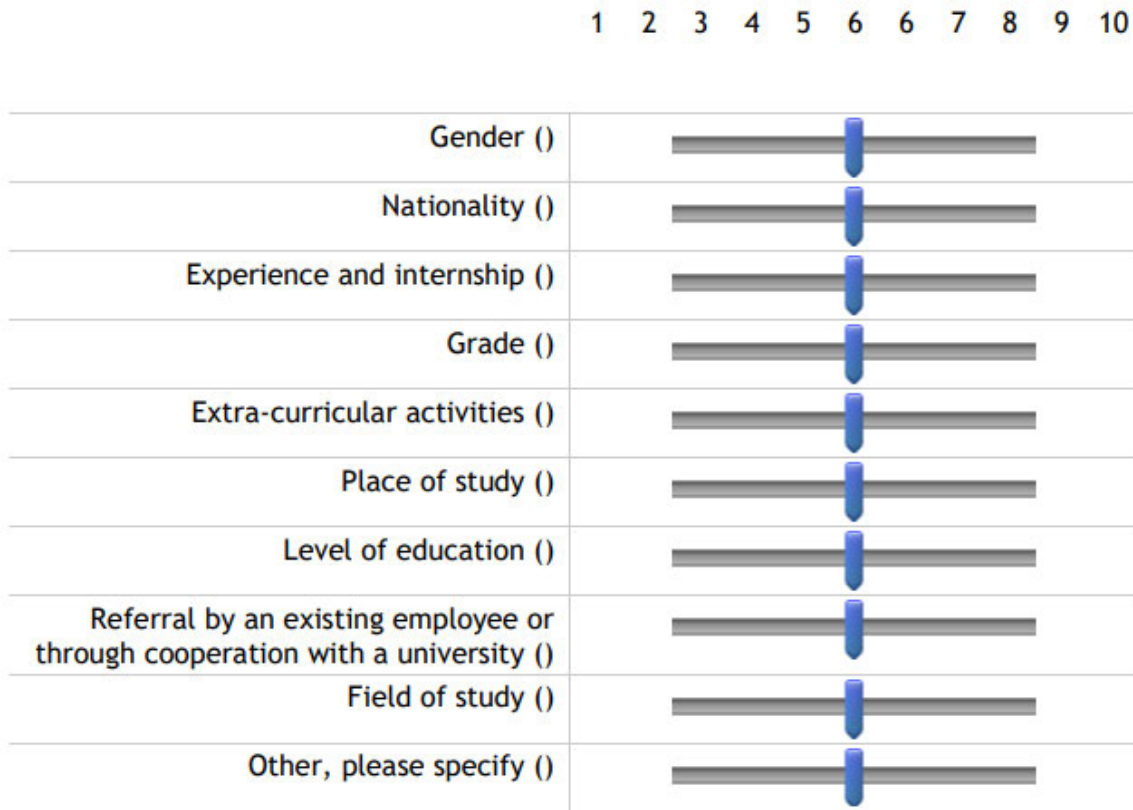 1 2 3 4 5 6 6 7 8 9 10
Gender ()
Nationality ()
Experience and internship ()
Grade ()
Extra-curricular activities ()
Place of study ()
Level of education ()
Referral by an existing employee or
through cooperation with a university ()
Field of study ()
Other, please specify ()